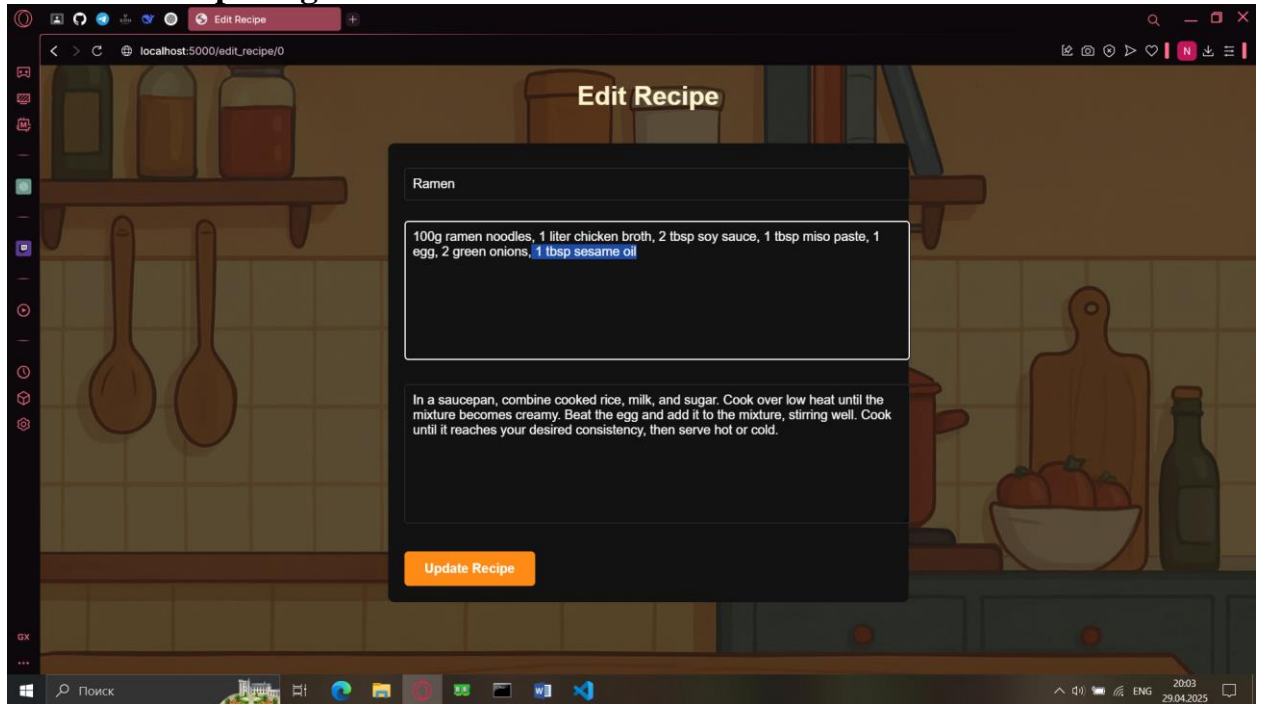 Edit Recipe
localhost:5000/edit_recipe/0
N
Edit Recipe
Ramen
100g ramen noodles, 1 liter chicken broth, 2 tbsp soy sauce, 1 tbsp miso paste, 1
egg, 2 green onions, 1 tbsp sesame oil
In a saucepan, combine cooked rice, milk, and sugar. Cook over low heat until the
mixture becomes creamy. Beat the egg and add it to the mixture, stirring well. Cook
until it reaches your desired consistency, then serve hot or cold.
Update Recipe
GX
Поиск
ENG
20:03
29.04.2025